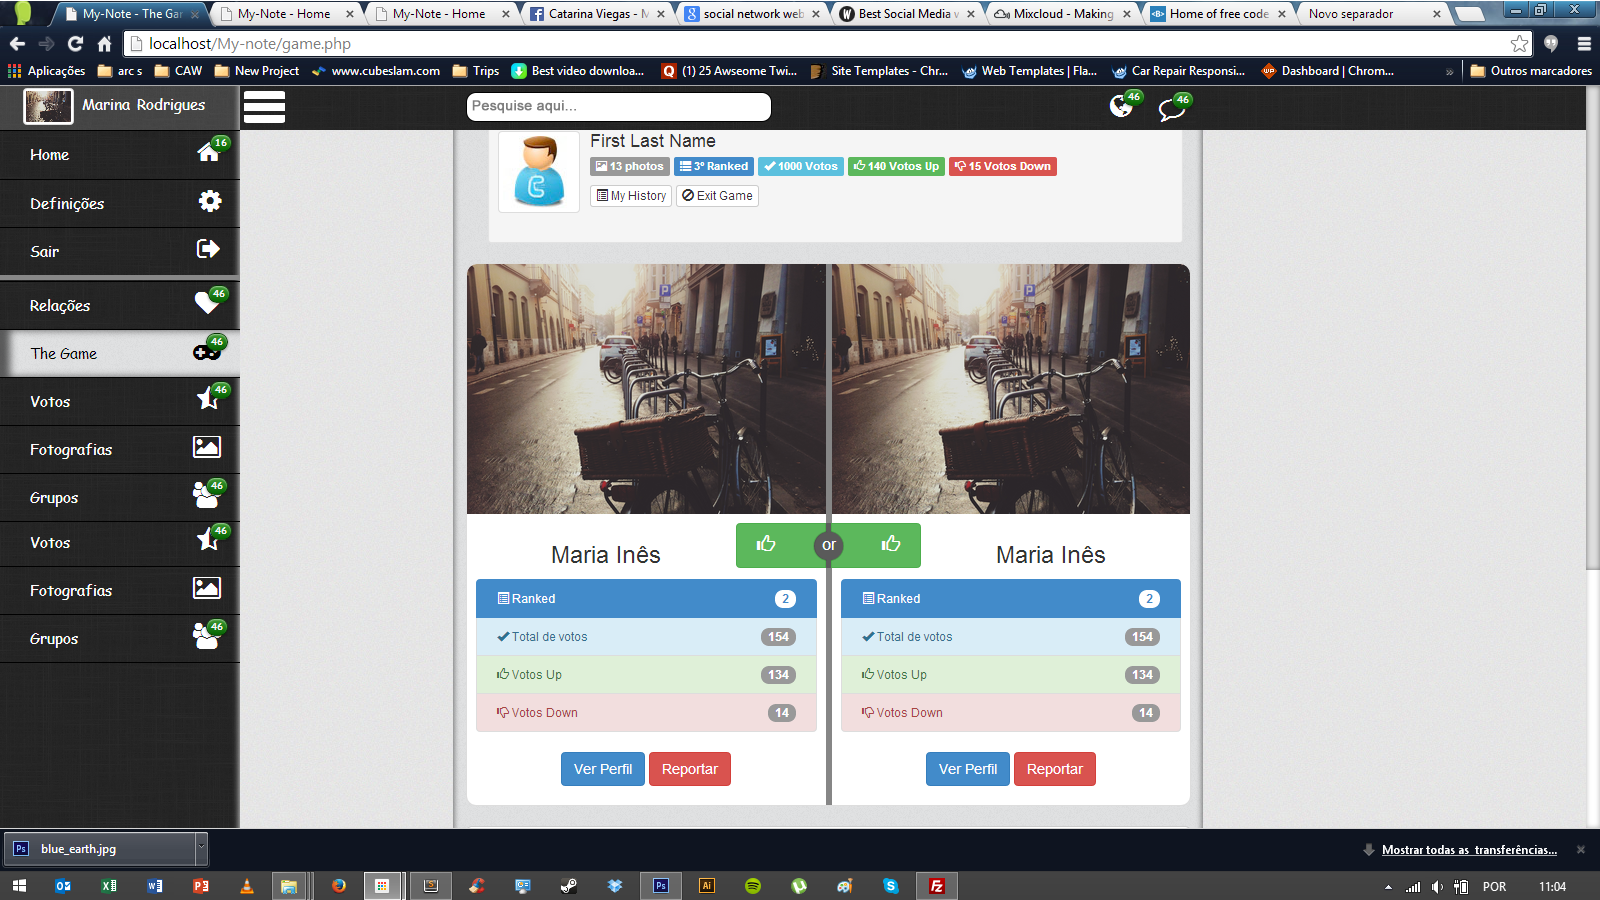 My-Note - The Gar
My-Note - Home
My-Note - Home
Catarina Viegas - M
social network web
Best Social Media v
Mixcloud - Making
Home of free code
Novo separador
localhost/My-note/game.php
Aplicações
arc s
CAW
New Project
www.cubeslam.com
Trips
Best video downloa...
(1) 25 Awseome Twi...
Site Templates - Chr...
Web Templates | Fla...
Car Repair Responsi...
Dashboard | Chrom...
»
Outros marcadores
Marina Rodrigues
Pesquise aqui...
46
46
Home
16
Definições
Sair
Relações
46
The Game
46
Votos
46
Fotografias
Grupos
46
Votos
46
Fotografias
Grupos
46
First Last Name
13 photos
3º Ranked
1000 Votos
140 Votos Up
15 Votos Down
My History
Exit Game
Maria Inês
or
Maria Inês
Ranked
2
Total de votos
154
Votos Up
134
Votos Down
14
Ver Perfil
Reportar
Ranked
2
Total de votos
154
Votos Up
134
Votos Down
14
Ver Perfil
Reportar
blue_earth.jpg
Mostrar todas as transferências...
POR
11:04